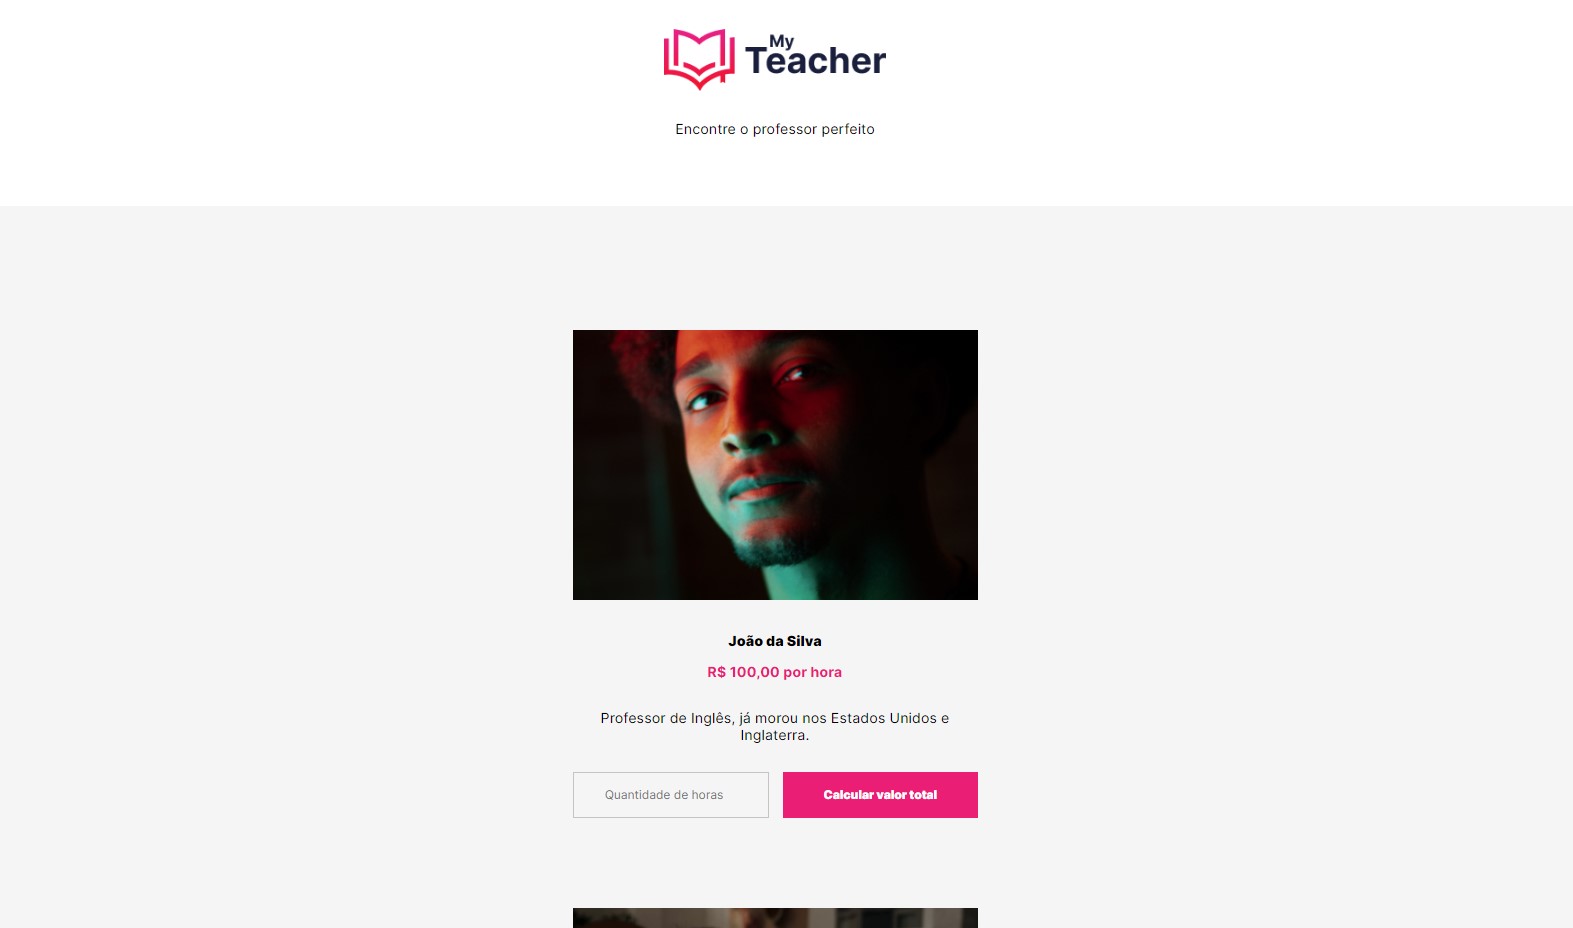 My
Teacher
Encontre o professor perfeito
João da Silva
R$ 100,00 por hora
Professor de Inglês, já morou nos Estados Unidos e
Inglaterra.
Quantidade de horas
Calcular valor total